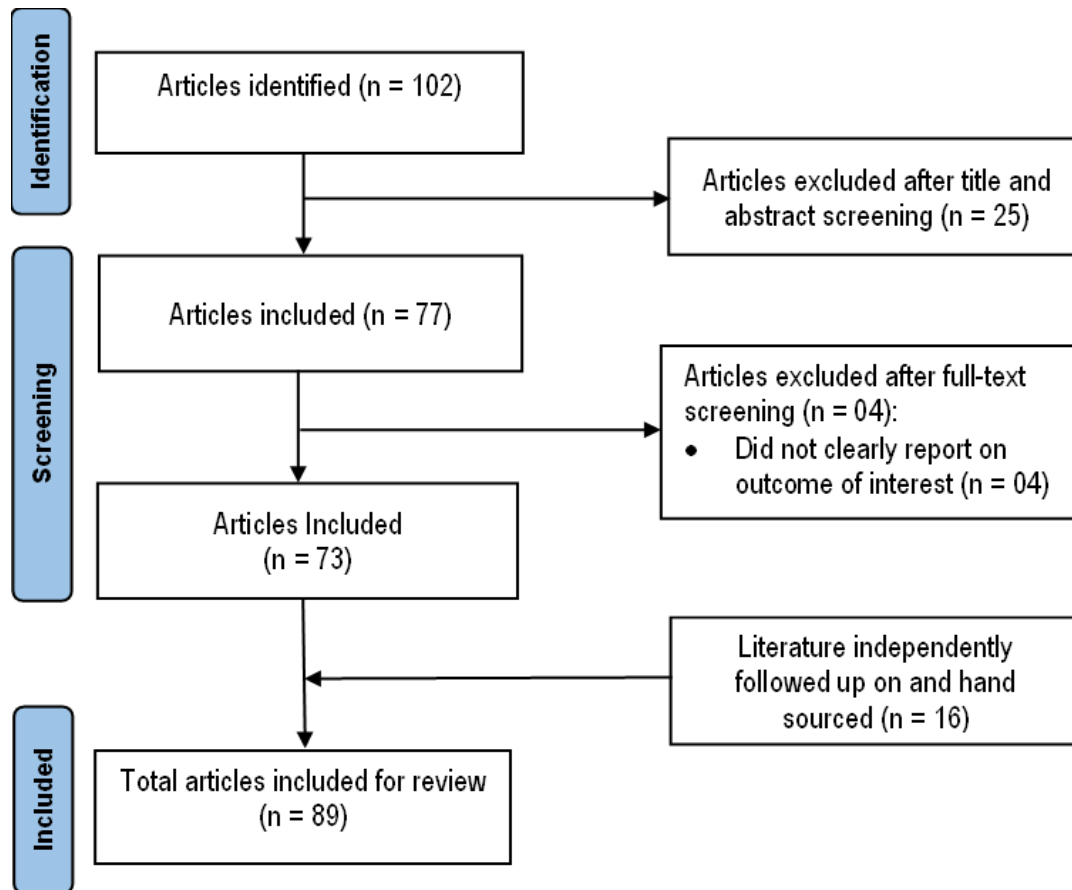 Identification
Articles identified (n = 102)
Articles excluded after title and
abstract screening (n = 25)
Screening
Articles included (n = 77)
Articles excluded after full-text
screening (n = 04):
• Did not clearly report on
outcome of interest (n = 04)
Articles Included
(n = 73)
Literature independently
followed up on and hand
sourced (n = 16)
Included
Total articles included for review
(n = 89)